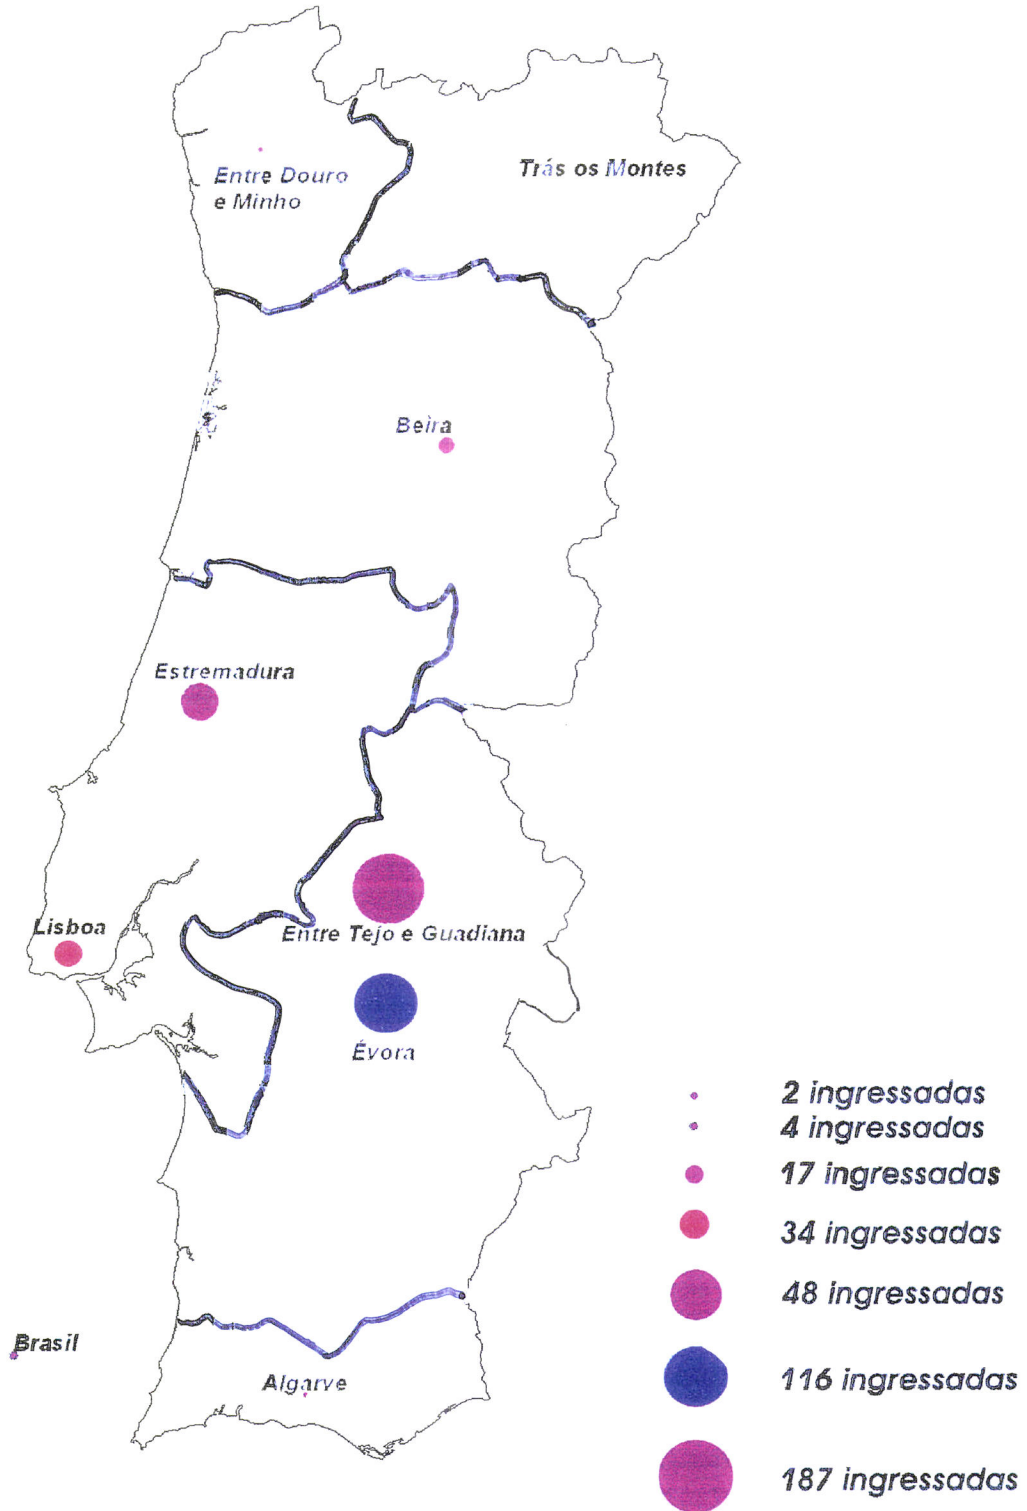 Entre Douro
e Minho
Trás os Montes
Beira
Estremadura
Lisboa
Entre Tejo e Guadiana
Évora
Brasil
Algarve
2 ingressadas
4 ingressadas
17 ingressadas
34 ingressadas
48 ingressadas
116 ingressadas
187 ingressadas